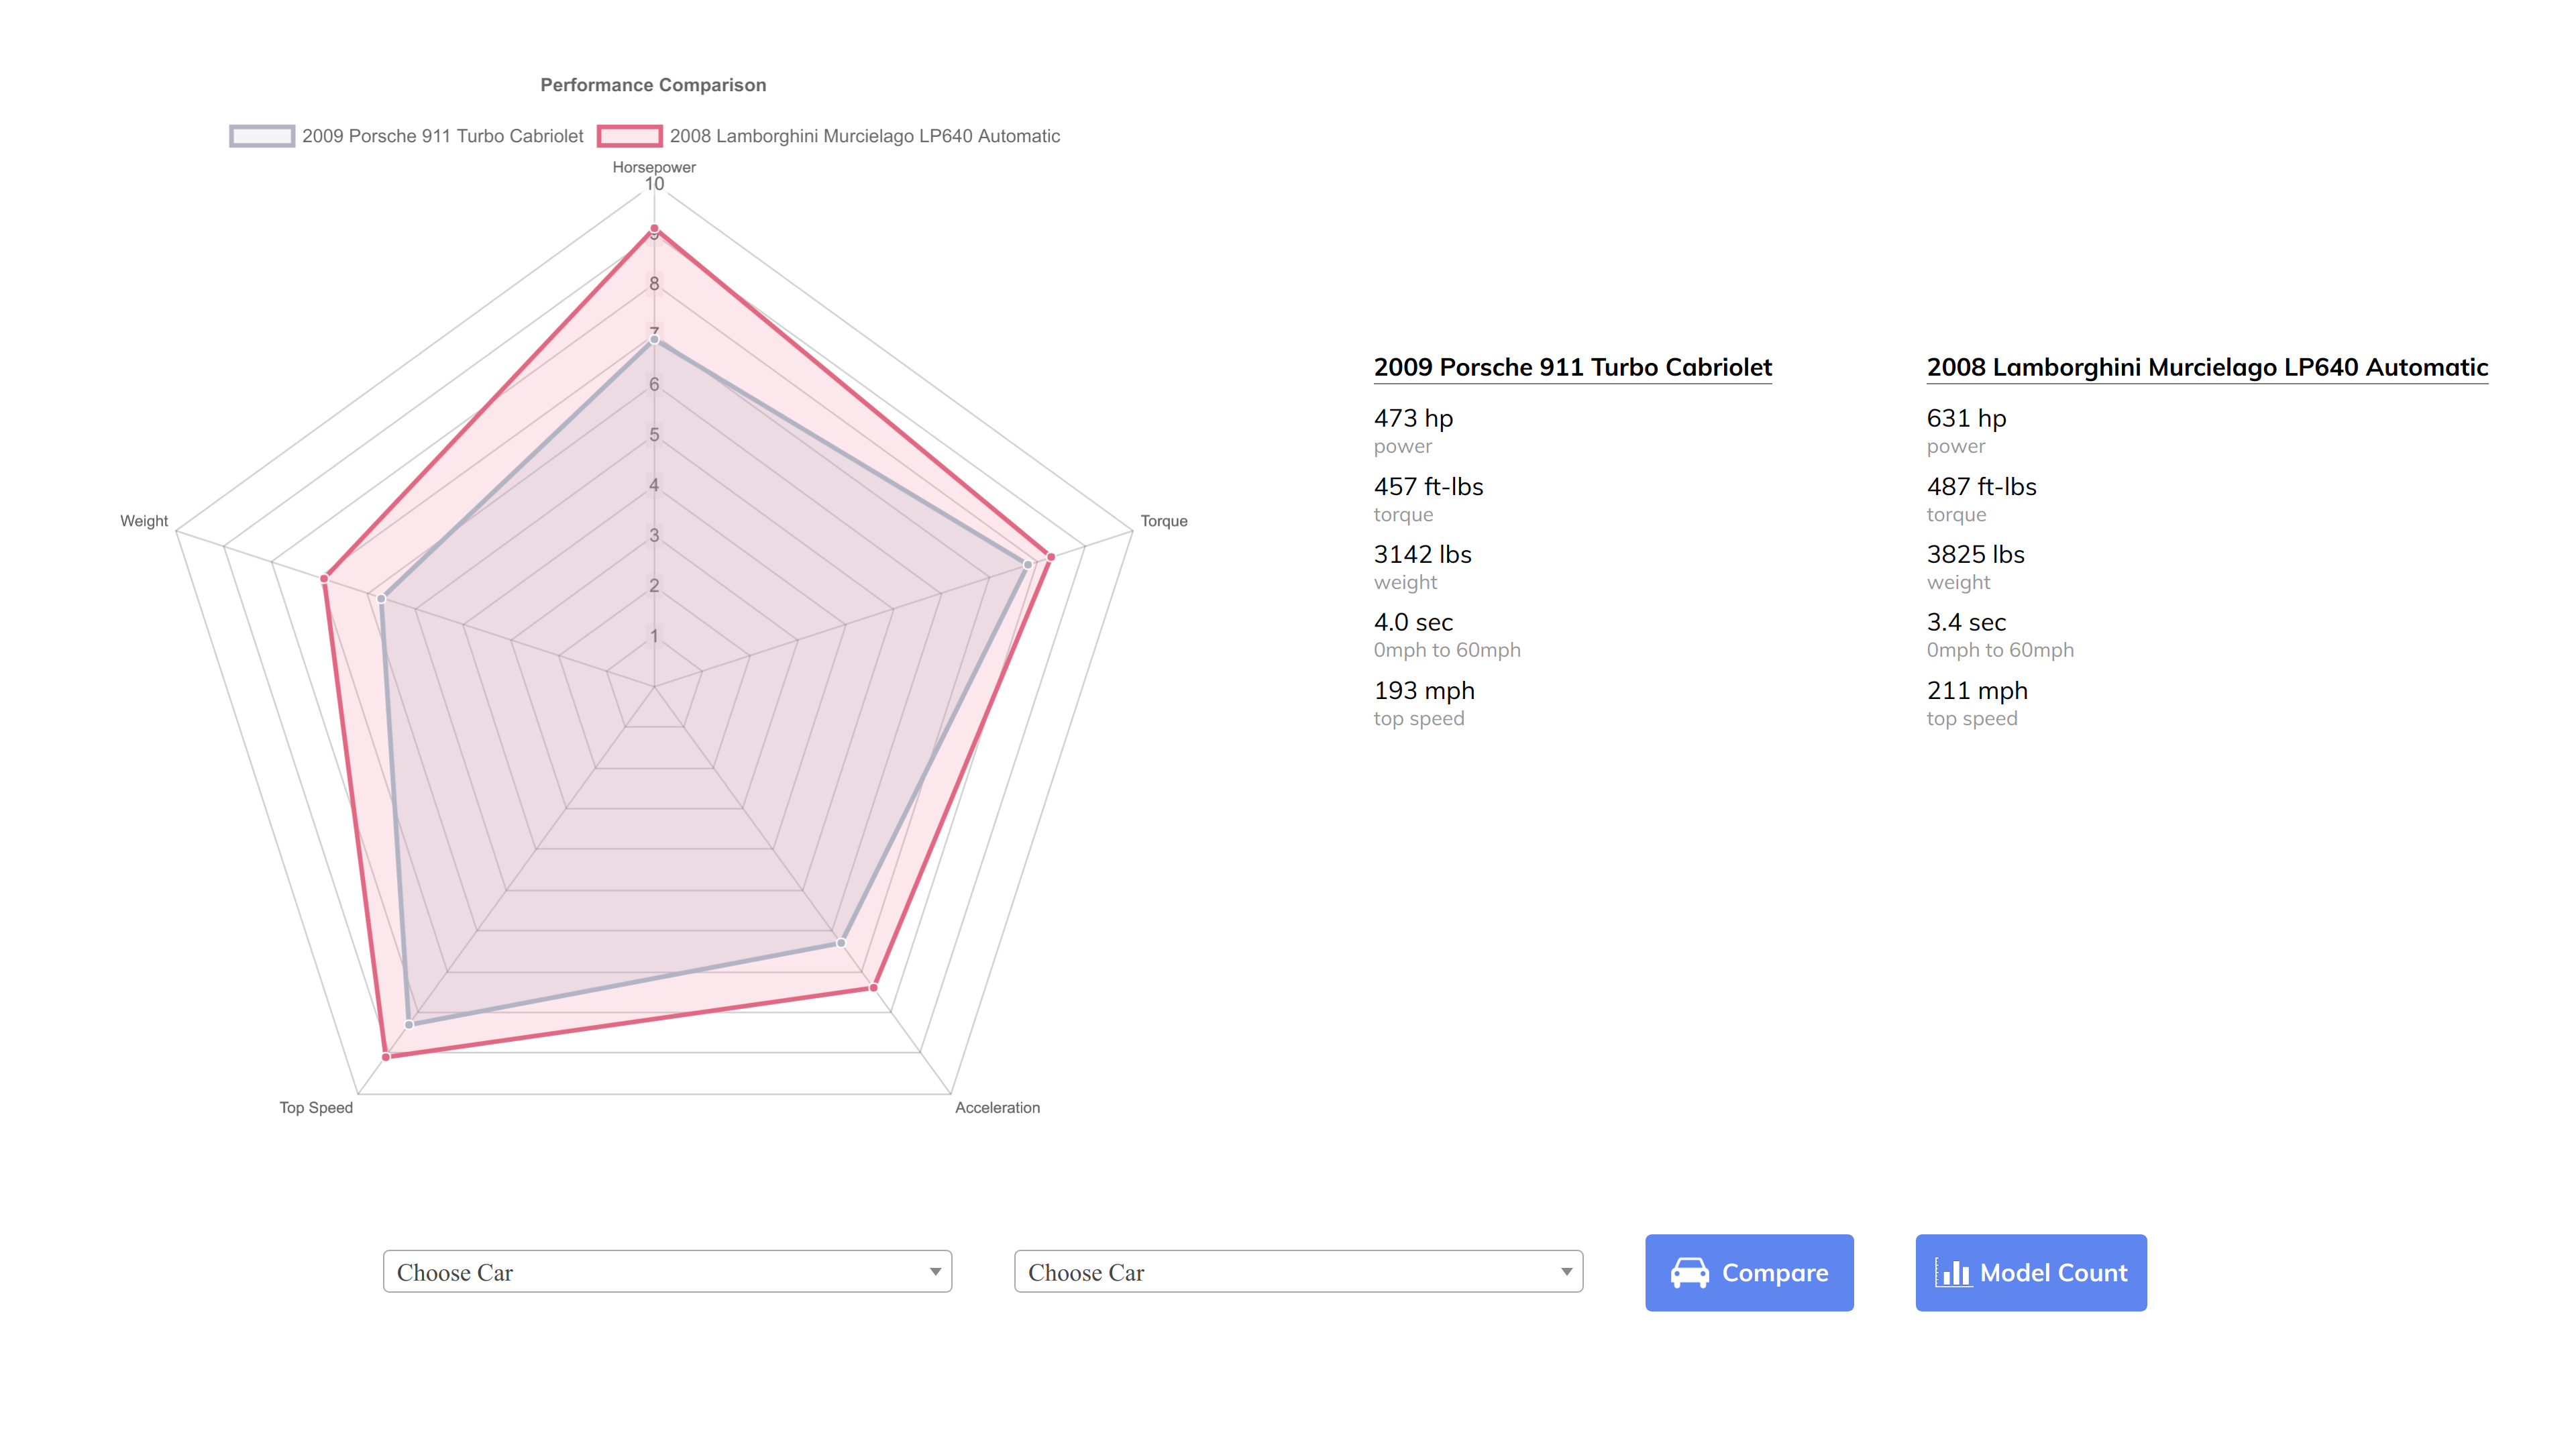 Performance Comparison
2009 Porsche 911 Turbo Cabriolet
2008 Lamborghini Murcielago LP640 Automatic
Horsepower
10
9
8
7
6
5
4
3
2
1
Weight
Torque
Top Speed
Acceleration
2009 Porsche 911 Turbo Cabriolet
473 hp
power
457 ft-lbs
torque
3142 lbs
weight
4.0 sec
0mph to 60mph
193 mph
top speed
2008 Lamborghini Murcielago LP640 Automatic
631 hp
power
487 ft-lbs
torque
3825 lbs
weight
3.4 sec
0mph to 60mph
211 mph
top speed
Choose Car
Choose Car
Compare
Model Count